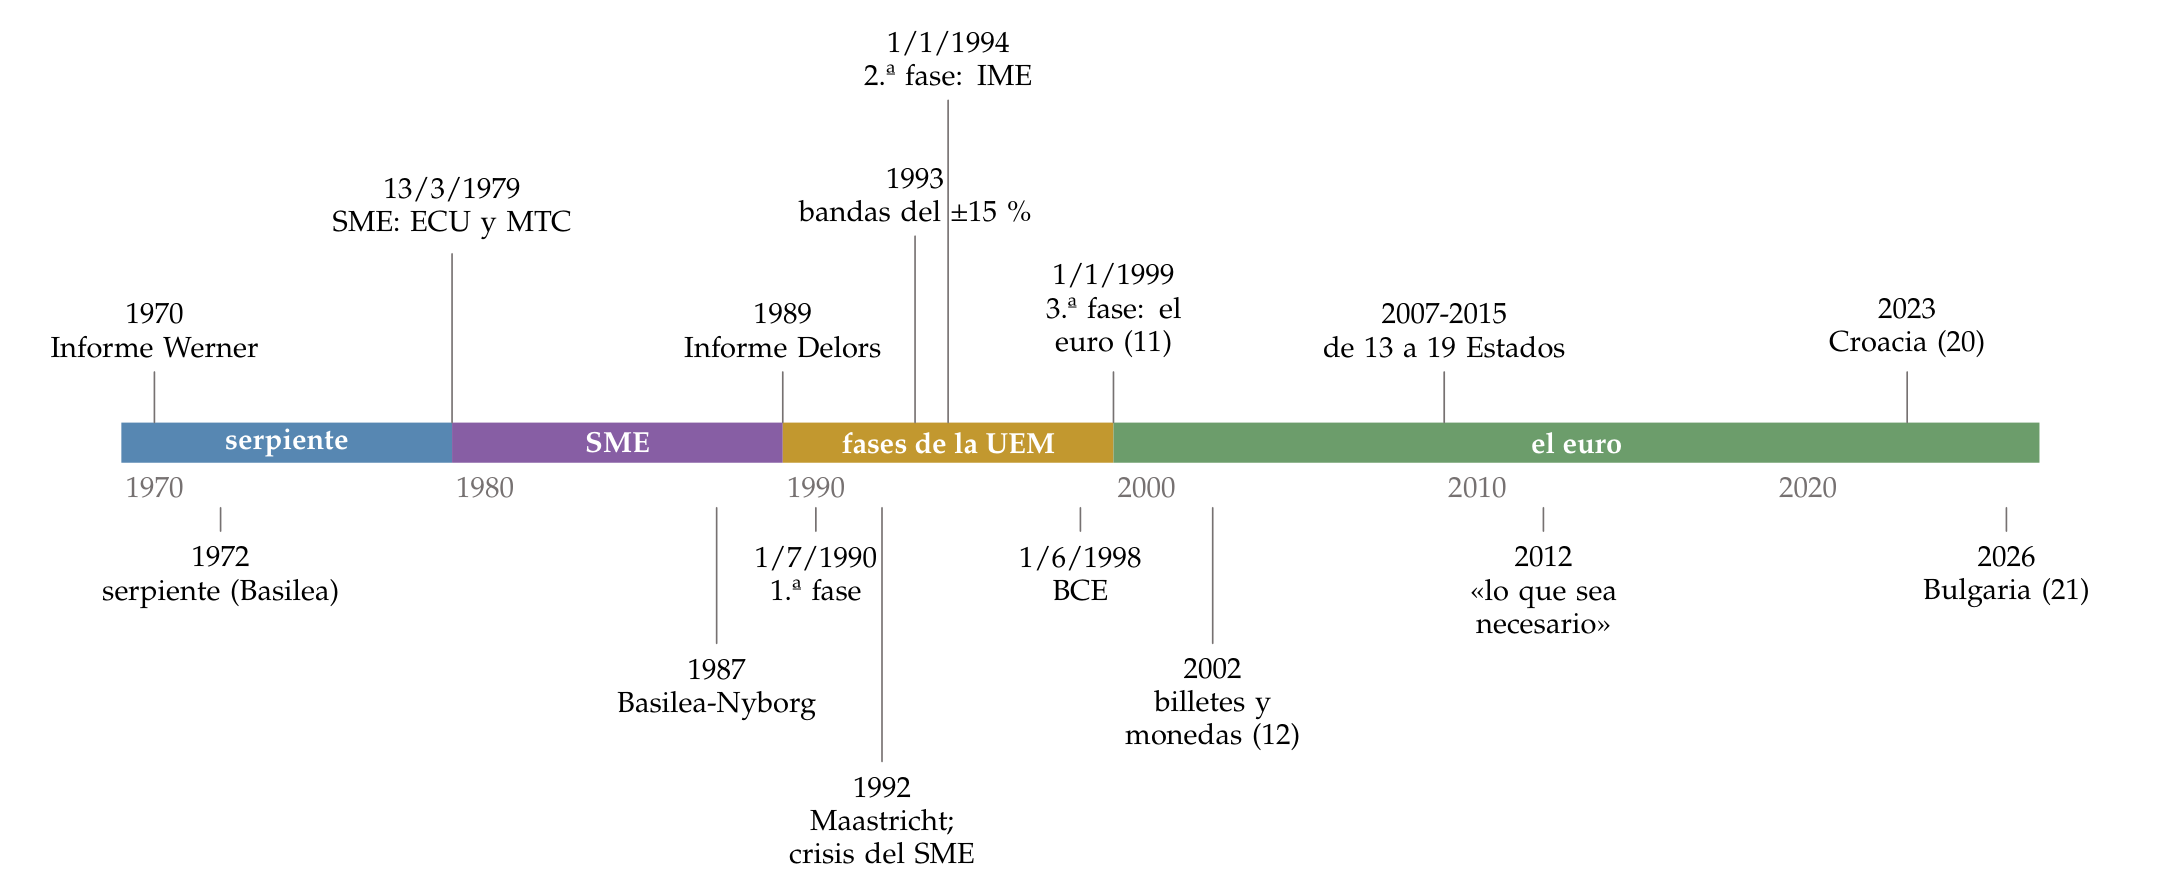 1/1/1994
2.ª fase: IME
13/3/1979
SME: ECU y MTC
1993
bandas del ±15 %
1970
Informe Werner
1989
Informe Delors
1/1/1999
3.ª fase: el
euro (11)
2007-2015
de 13 a 19 Estados
2023
Croacia (20)
serpiente
SME
fases de la UEM
el euro
1970
1980
1990
2000
2010
2020
1972
serpiente (Basilea)
1987
Basilea-Nyborg
1/7/1990
1.ª fase
1992
Maastricht;
crisis del SME
1/6/1998
BCE
2002
billetes y
monedas (12)
2012
«lo que sea
necesario»
2026
Bulgaria (21)